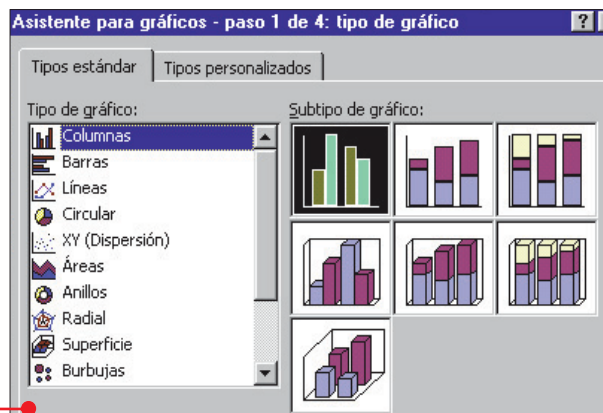 Asistente para gráficos - paso 1 de 4: tipo de gráfico
Tipos estándar
Tipos personalizados
Tipo de gráfico:
Columnas
Barras
Líneas
Circular
XY (Dispersión)
Áreas
Anillos
Radial
Superficie
Burbujas
Subtipo de gráfico: